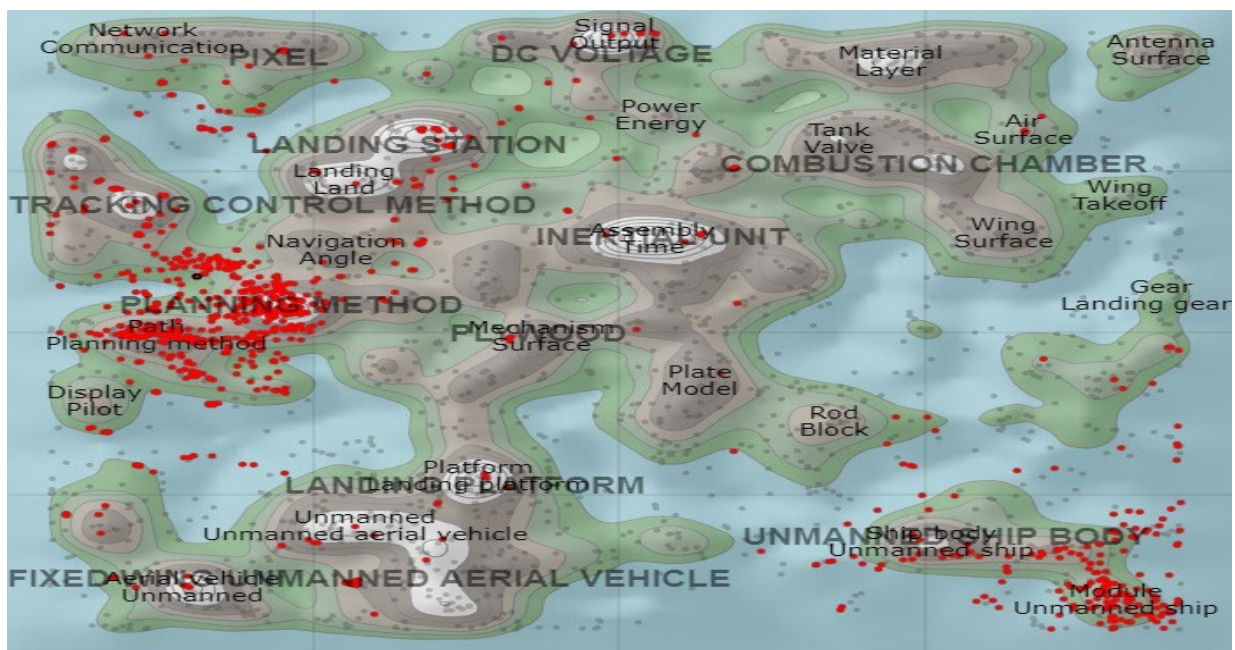 Network
Communication
PIXEL
Signal
Output
DC VOLTAGE
Material
Layer
Antenna
Surface
Power
Energy
LANDING STATION
Landing
Land
Tank
Valve
Air
Surface
COMBUSTION CHAMBER
Wing
Takeoff
TRACKING CONTROL METHOD
Navigation
Angle
Assembly
Time
UNIT
Wing
Surface
PLANNING METHOD
Path
Planning method
Mechanism
Surface
Gear
Landing gear
Display
Pilot
Plate
Model
Rod
Block
Platform
Landing platform
LANDING PLATFORM
Unmanned
Unmanned aerial vehicle
UNMANNED SHIP BODY
Ship body
Unmanned ship
FIXED WING UNMANNED AERIAL VEHICLE
Aerial vehicle
Unmanned
Module
Unmanned ship